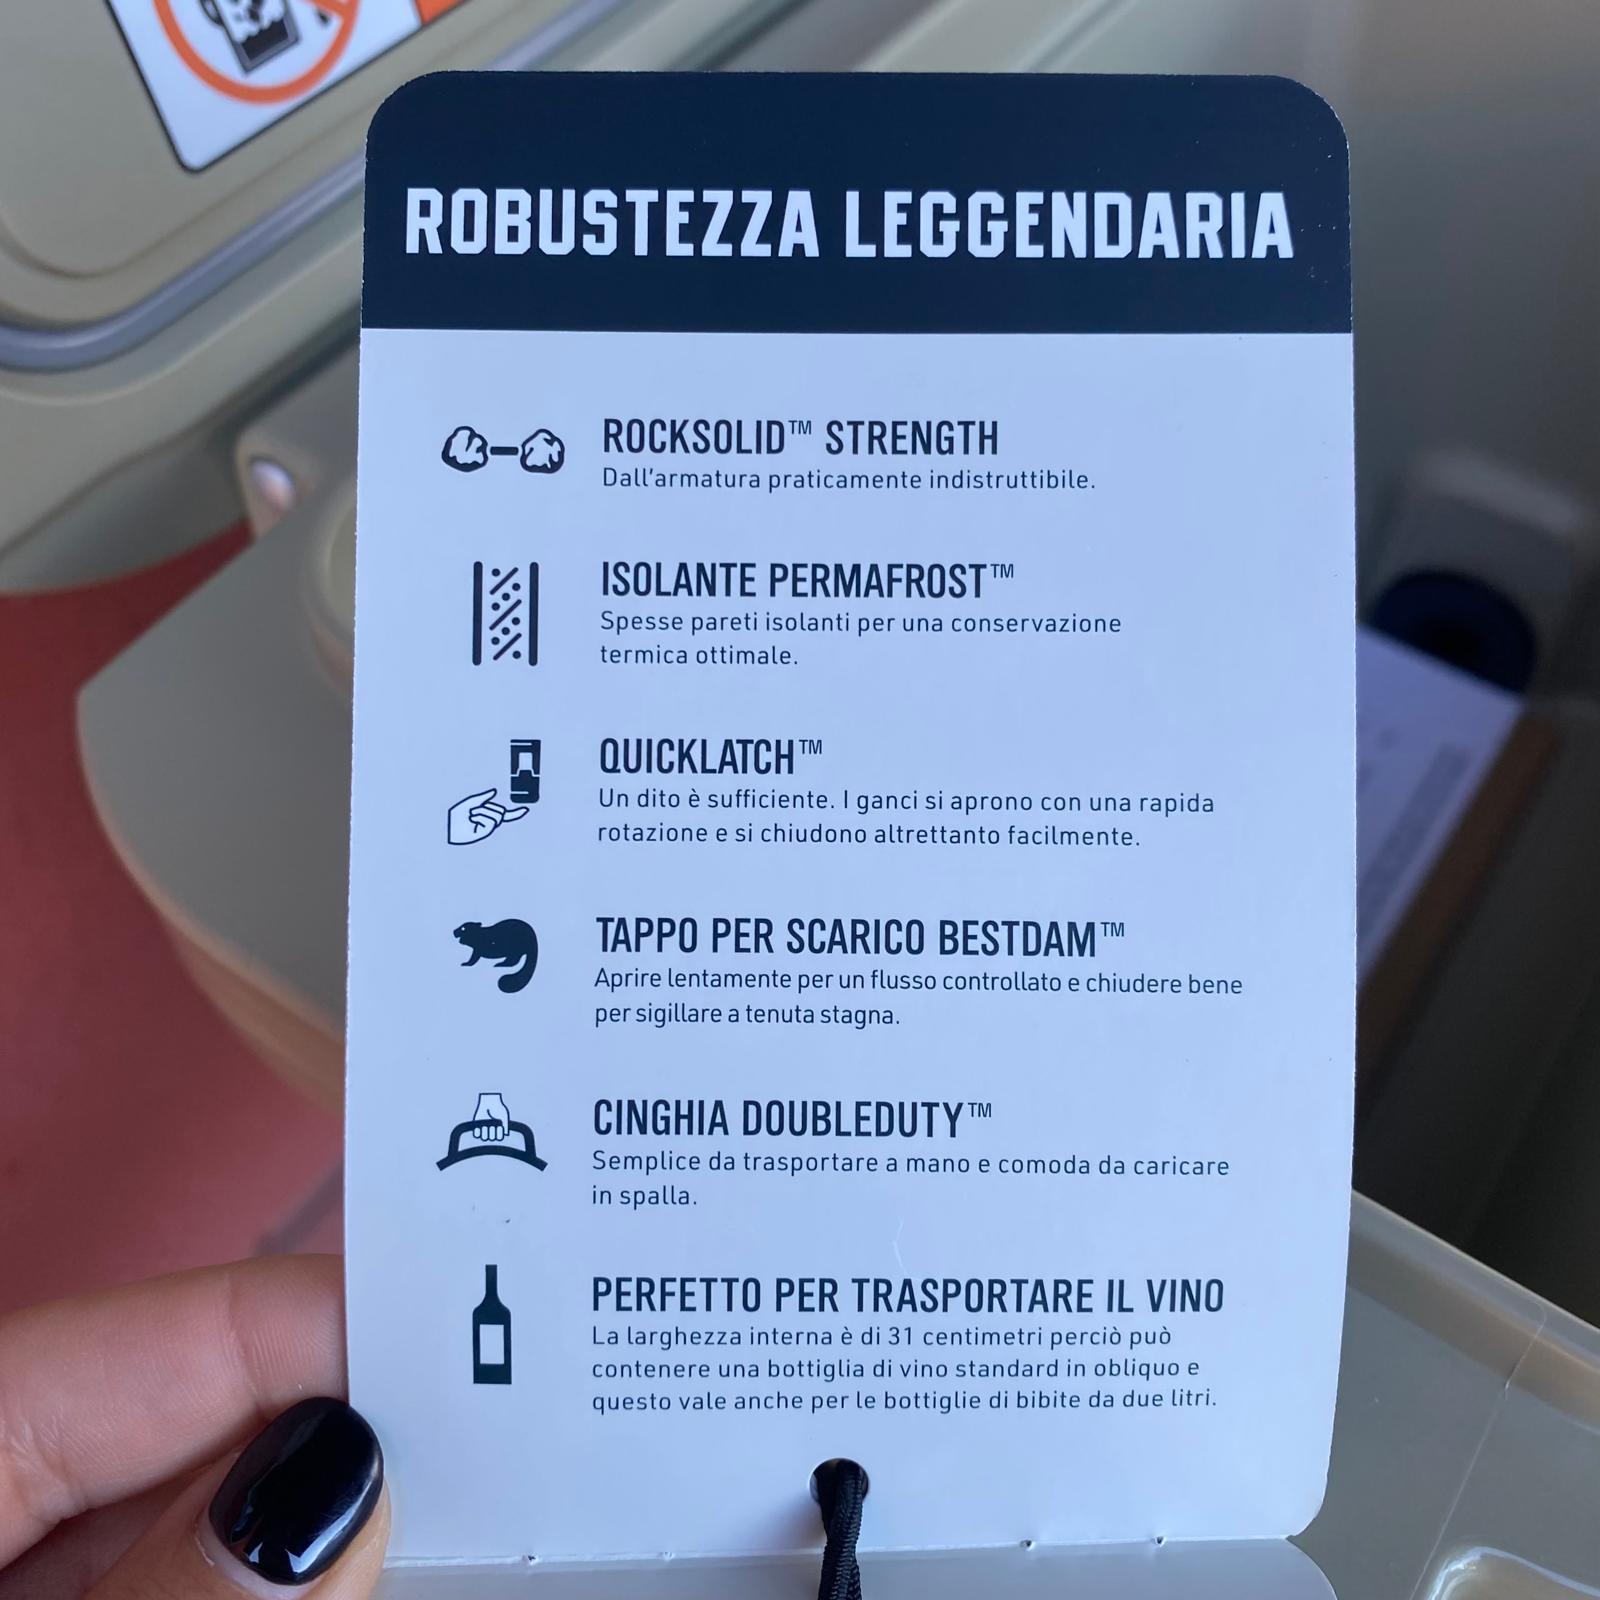 ROBUSTEZZA LEGGENDARIA
ROCKSOLID™ STRENGTH
Dall'armatura praticamente indistruttibile.
ISOLANTE PERMAFROST™
Spesse pareti isolanti per una conservazione
termica ottimale.
QUICKLATCH™
Un dito è sufficiente. I ganci si aprono con una rapida
rotazione e si chiudono altrettanto facilmente.
TAPPO PER SCARICO BESTDAM™
Aprire lentamente per un flusso controllato e chiudere bene
per sigillare a tenuta stagna.
CINGHIA DOUBLEDUTY™
Semplice da trasportare a mano e comoda da caricare
in spalla.
PERFETTO PER TRASPORTARE IL VINO
La larghezza interna è di 31 centimetri perciò può
contenere una bottiglia di vino standard in obliquo e
questo vale anche per le bottiglie di bibite da due litri.